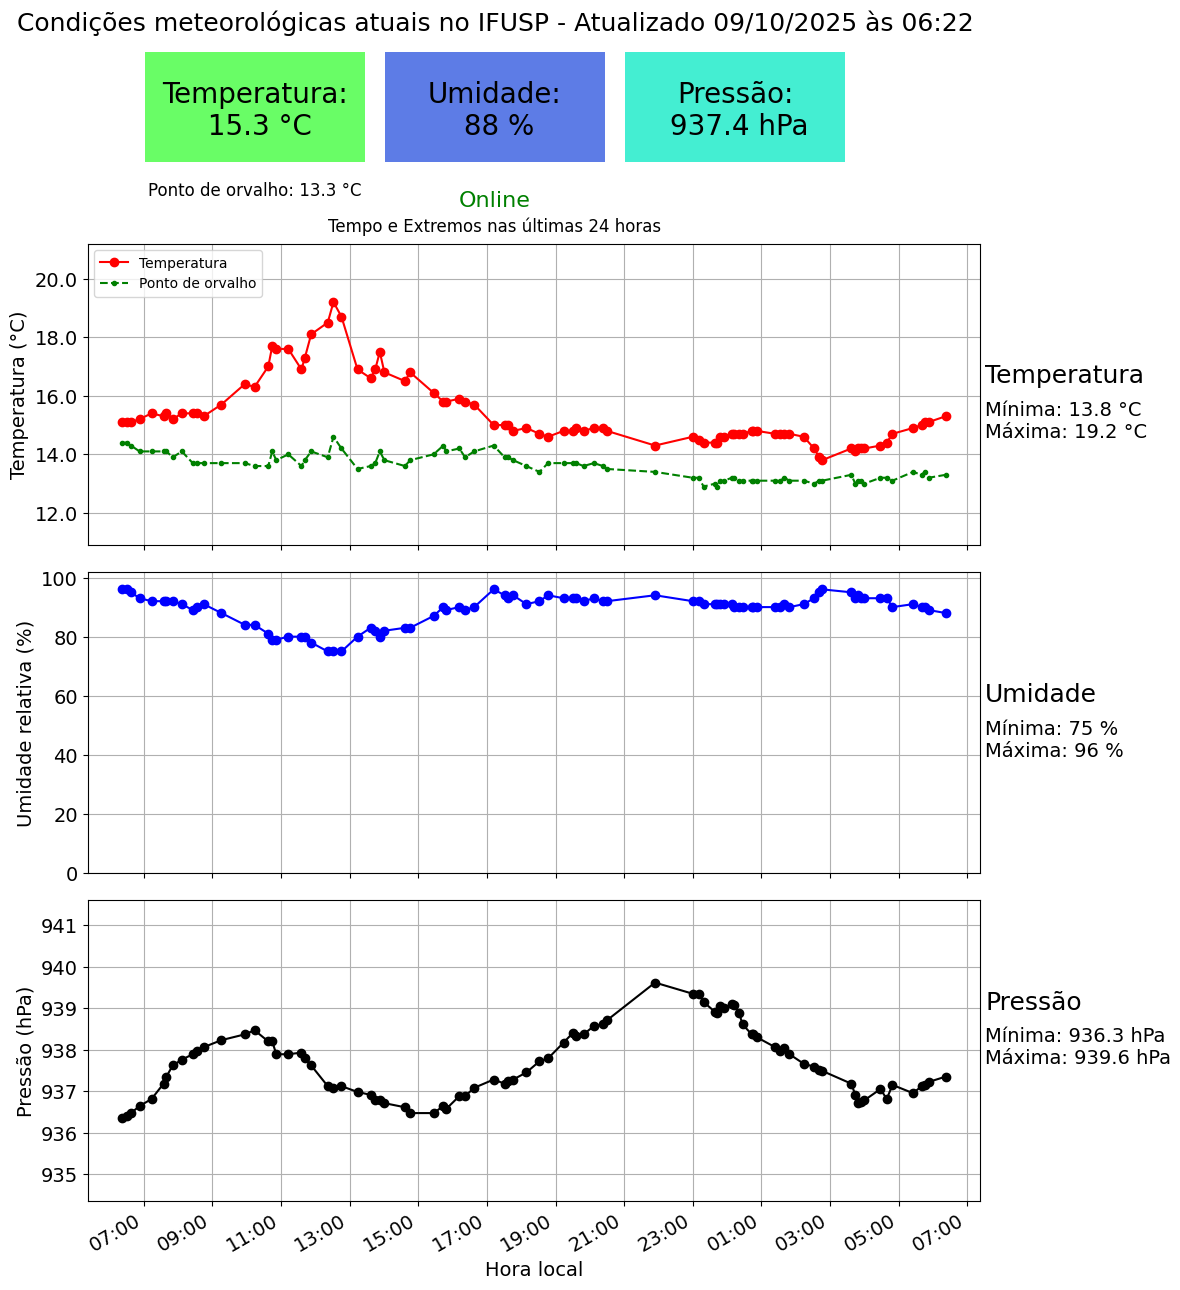 Condições meteorológicas atuais no IFUSP - Atualizado 09/10/2025 às 06:22
Temperatura:
15.3 °C
Umidade:
88 %
Pressão:
937.4 hPa
Ponto de orvalho: 13.3 °C
Online
Tempo e Extremos nas últimas 24 horas
Temperatura
Ponto de orvalho
20.0
18.0
16.0
14.0
12.0
Temperatura (°C)
Temperatura
Mínima: 13.8 °C
Máxima: 19.2 °C
100
80
60
40
20
0
Umidade relativa (%)
Umidade
Mínima: 75 %
Máxima: 96 %
941
940
939
938
937
936
935
Pressão (hPa)
Pressão
Mínima: 936.3 hPa
Máxima: 939.6 hPa
07:00 09:00 11:00 13:00 15:00 17:00 19:00 21:00 23:00 01:00 03:00 05:00 07:00
Hora local